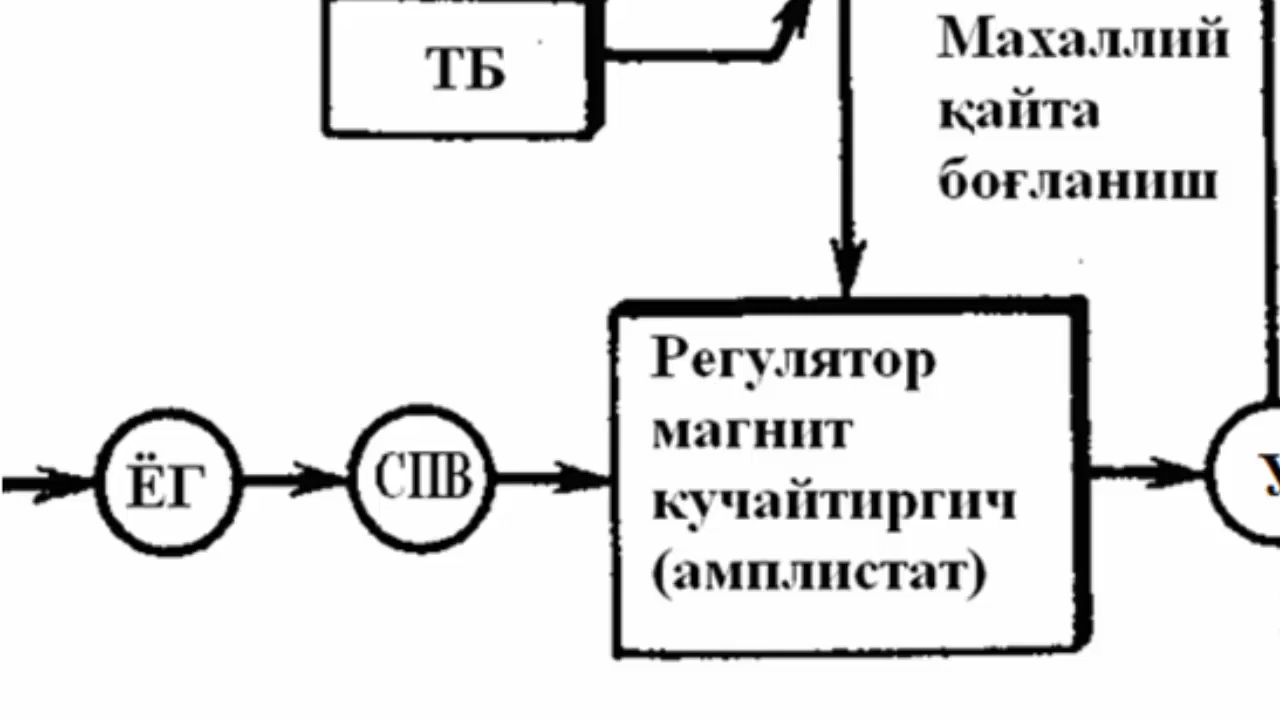 ТБ
Махаллий
қайта
боғланиш
Регулятор
магнит
кучайтиргич
(амплистат)
ЁГ
СПВ